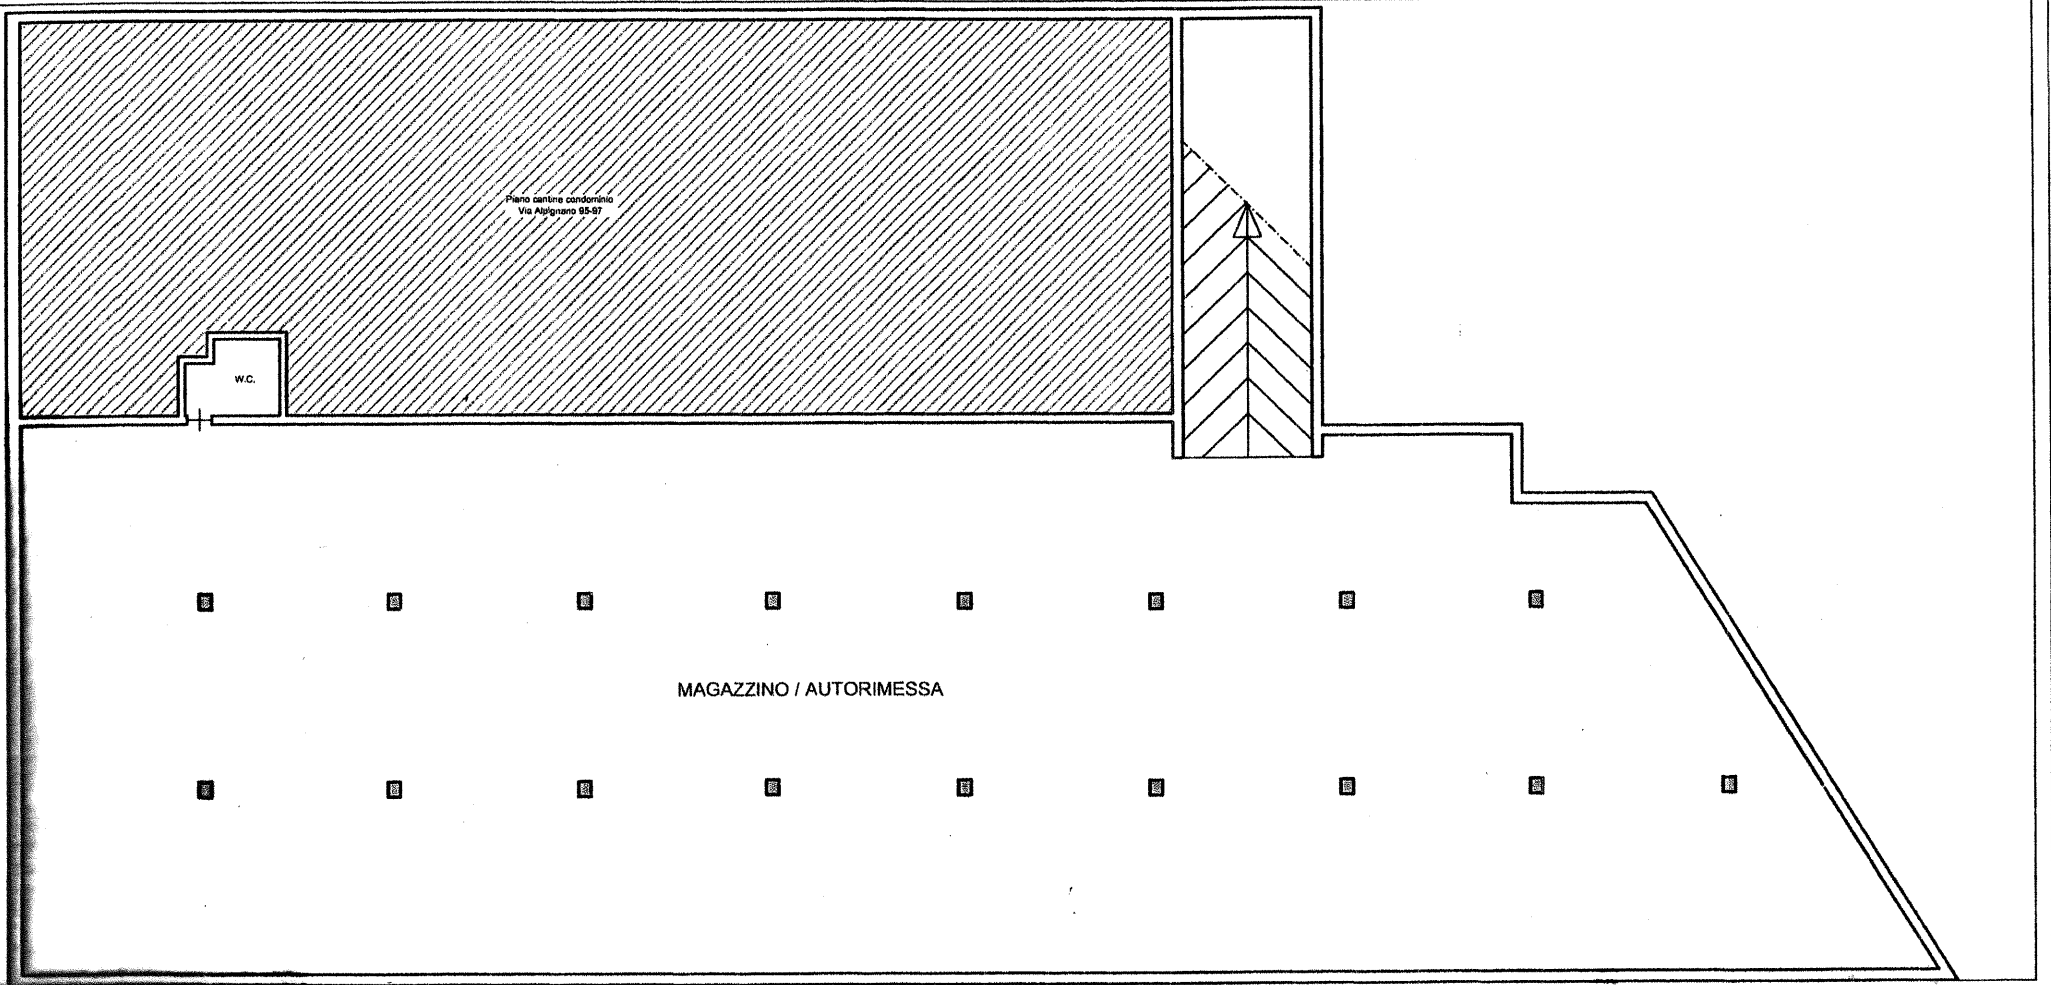 Piano cantine condominio
Via Alpignano 95-97
W.C.
MAGAZZINO / AUTORIMESSA